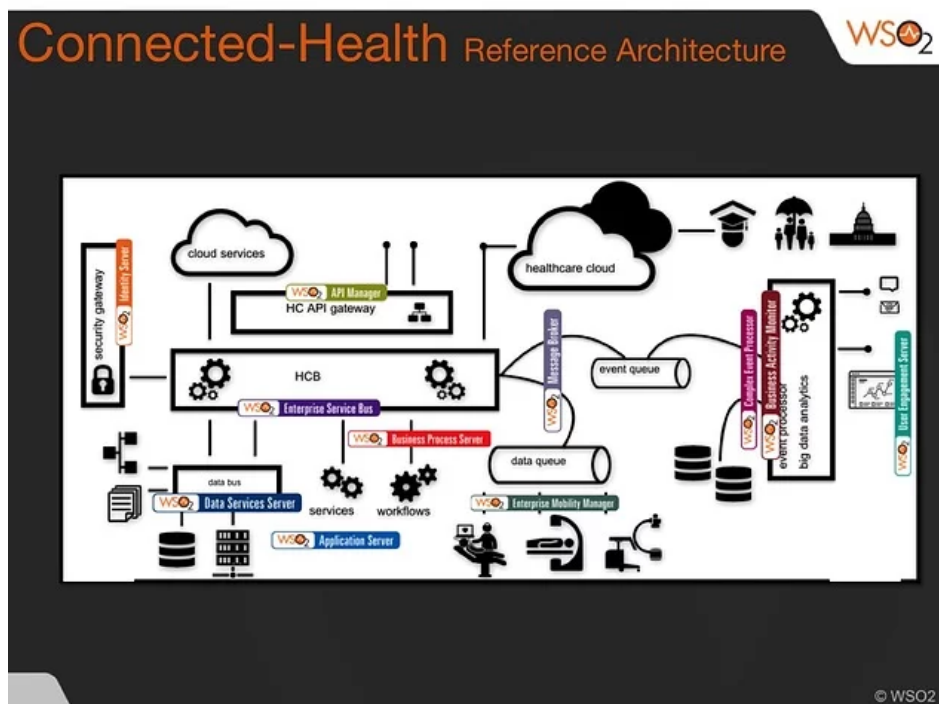 Connected-Health Reference Architecture
WSO2
cloud services
healthcare cloud
security gateway
WSO2 Identity Server
WSO2 API Manager
HC API gateway
HCB
WSO2 Enterprise Service Bus
WSO2 Business Process Server
WSO2 Message Broker
event queue
data queue
WSO2 Complex Event Processor
WSO2 Business Activity Monitor
event processor
big data analytics
WSO2 User Engagement Server
data bus
WSO2 Data Services Server
services
workflows
WSO2 Enterprise Mobility Manager
WSO2 Application Server
© WSO2